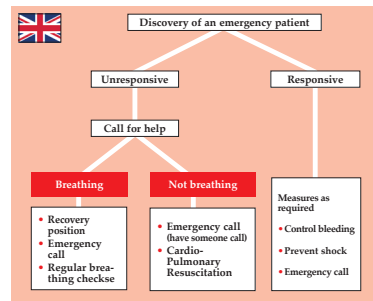 Discovery of an emergency patient
Unresponsive
Responsive
Call for help
Breathing
Not breathing
• Recovery
position
• Emergency
call
• Regular brea-
thing checkse
• Emergency call
(have someone call)
• Cardio-
Pulmonary
Resuscitation
Measures as
required
• Control bleeding
• Prevent shock
• Emergency call